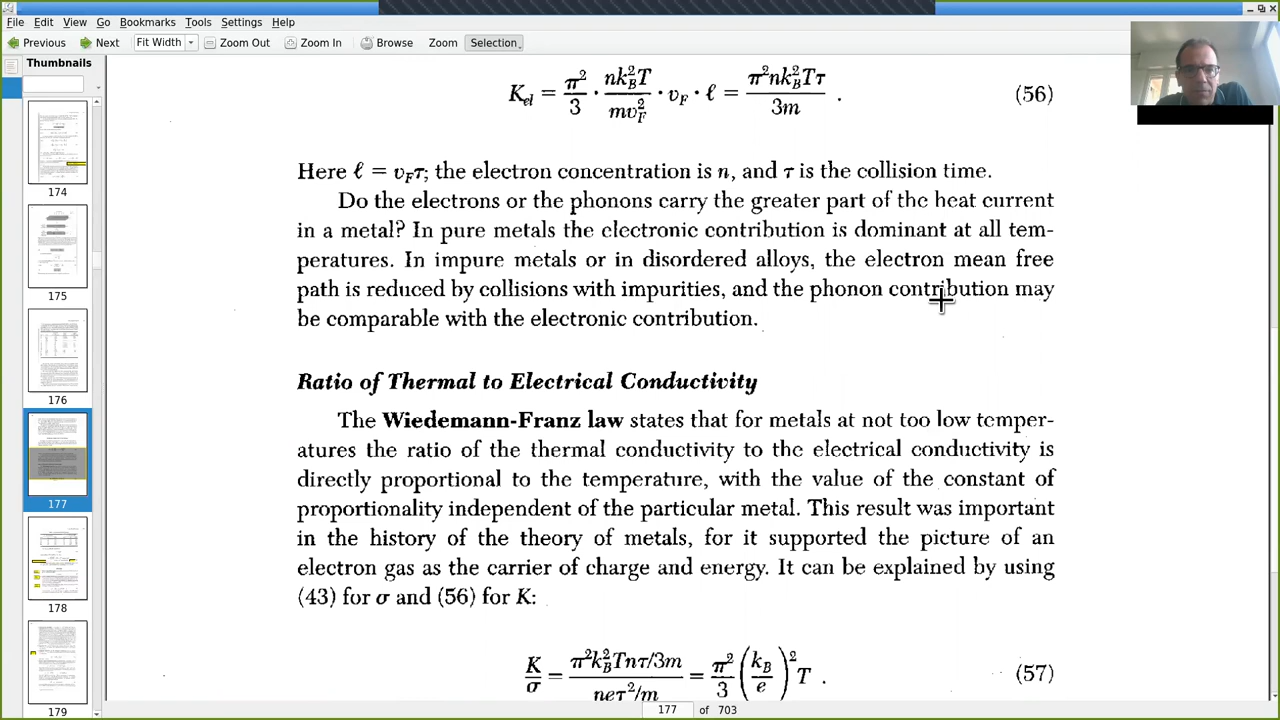 File Edit View Go Bookmarks Tools Settings Help
Previous Next Fit Width Zoom Out Zoom In Browse Zoom Selection
Thumbnails
174
175
176
177
178
179
K_el = π²/3 · nk_B²T/mv_F² · v_F · ℓ = π²nk_B²Tτ/3m . (56)
Here ℓ = v_Fτ; the electron concentration is n, and τ is the collision time.
Do the electrons or the phonons carry the greater part of the heat current
in a metal? In pure metals the electronic contribution is dominant at all tem-
peratures. In impure metals or in disordered alloys, the electron mean free
path is reduced by collisions with impurities, and the phonon contribution may
be comparable with the electronic contribution.
Ratio of Thermal to Electrical Conductivity
The Wiedemann-Franz law states that for metals at not too low temper-
atures the ratio of the thermal conductivity to the electrical conductivity is
directly proportional to the temperature, with the value of the constant of
proportionality independent of the particular metal. This result was important
in the history of the theory of metals, for it supported the picture of an
electron gas as the carrier of charge and energy. It can be explained by using
(43) for σ and (56) for K:
K/σ = π²k_B²Tnτ/3m / neτ²/m = π²/3 (k_B/e)² T . (57)
177 of 703